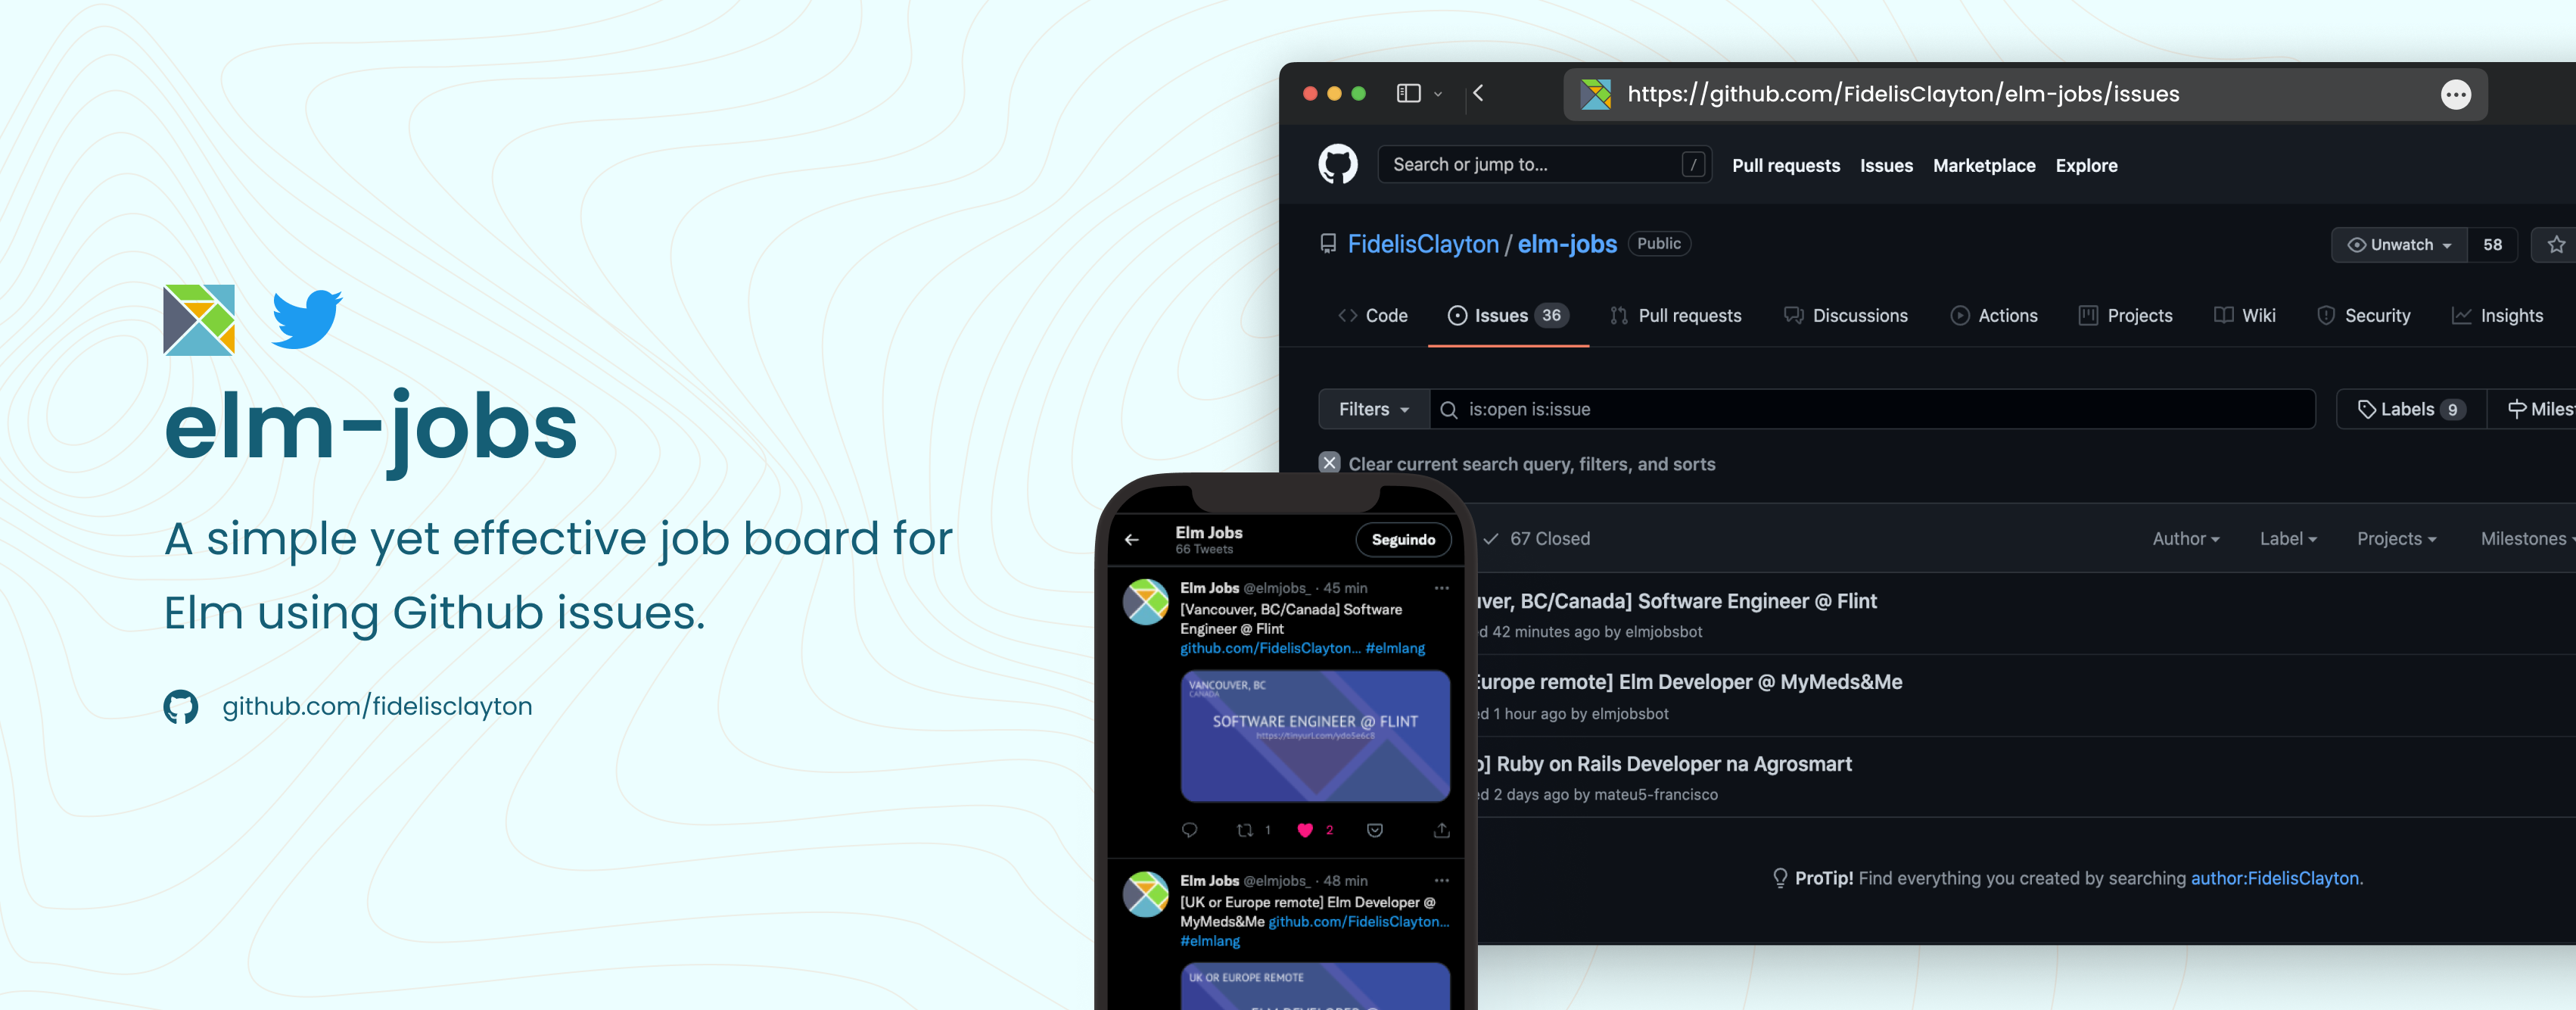 elm-jobs
A simple yet effective job board for
Elm using Github issues.
github.com/fidelisclayton
https://github.com/FidelisClayton/elm-jobs/issues
Search or jump to... /
Pull requests Issues Marketplace Explore
FidelisClayton / elm-jobs Public
Unwatch 58
Code Issues 36 Pull requests Discussions Actions Projects Wiki Security Insights
Filters is:open is:issue
Labels 9
Clear current search query, filters, and sorts
67 Closed
Author Label Projects Milestones
BC/Canada] Software Engineer @ Flint
42 minutes ago by elmjobsbot
Europe remote] Elm Developer @ MyMeds&Me
1 hour ago by elmjobsbot
Ruby on Rails Developer na Agrosmart
2 days ago by mateu5-francisco
ProTip! Find everything you created by searching author:FidelisClayton.
Elm Jobs
66 Tweets
Seguindo
Elm Jobs @elmjobs_ · 45 min
[Vancouver, BC/Canada] Software
Engineer @ Flint
github.com/FidelisClayton... #elmlang
VANCOUVER, BC
CANADA
SOFTWARE ENGINEER @ FLINT
1 2
Elm Jobs @elmjobs_ · 48 min
[UK or Europe remote] Elm Developer @
MyMeds&Me github.com/FidelisClayton...
#elmlang
UK OR EUROPE REMOTE